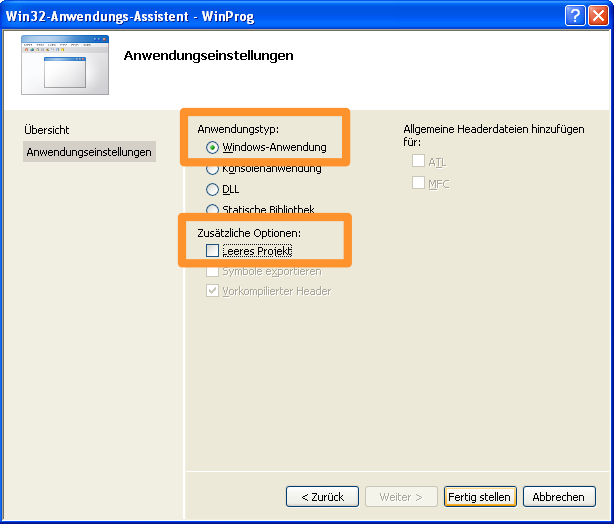 Win32-Anwendungs-Assistent - WinProg
Anwendungseinstellungen
Übersicht
Anwendungseinstellungen
Anwendungstyp:
Windows-Anwendung
Konsolenanwendung
DLL
Statische Bibliothek
Zusätzliche Optionen:
Leeres Projekt
Symbole exportieren
Vorkompilierter Header
Allgemeine Headerdateien hinzufügen
für:
ATL
MFC
< Zurück
Weiter >
Fertig stellen
Abbrechen